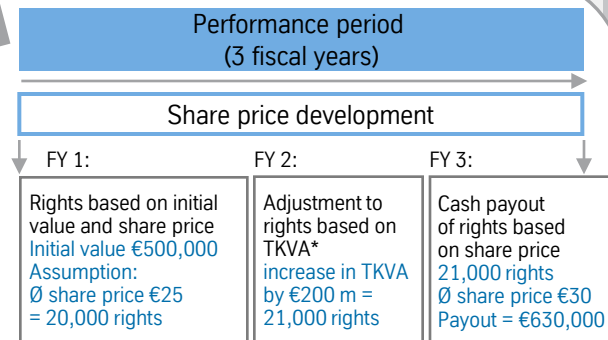 Performance period
(3 fiscal years)
Share price development
FY 1:
FY 2:
FY 3:
Rights based on initial
value and share price
Initial value €500,000
Assumption:
Ø share price €25
= 20,000 rights
Adjustment to
rights based on
TKVA*
increase in TKVA
by €200 m =
21,000 rights
Cash payout
of rights based
on share price
21,000 rights
Ø share price €30
Payout = €630,000